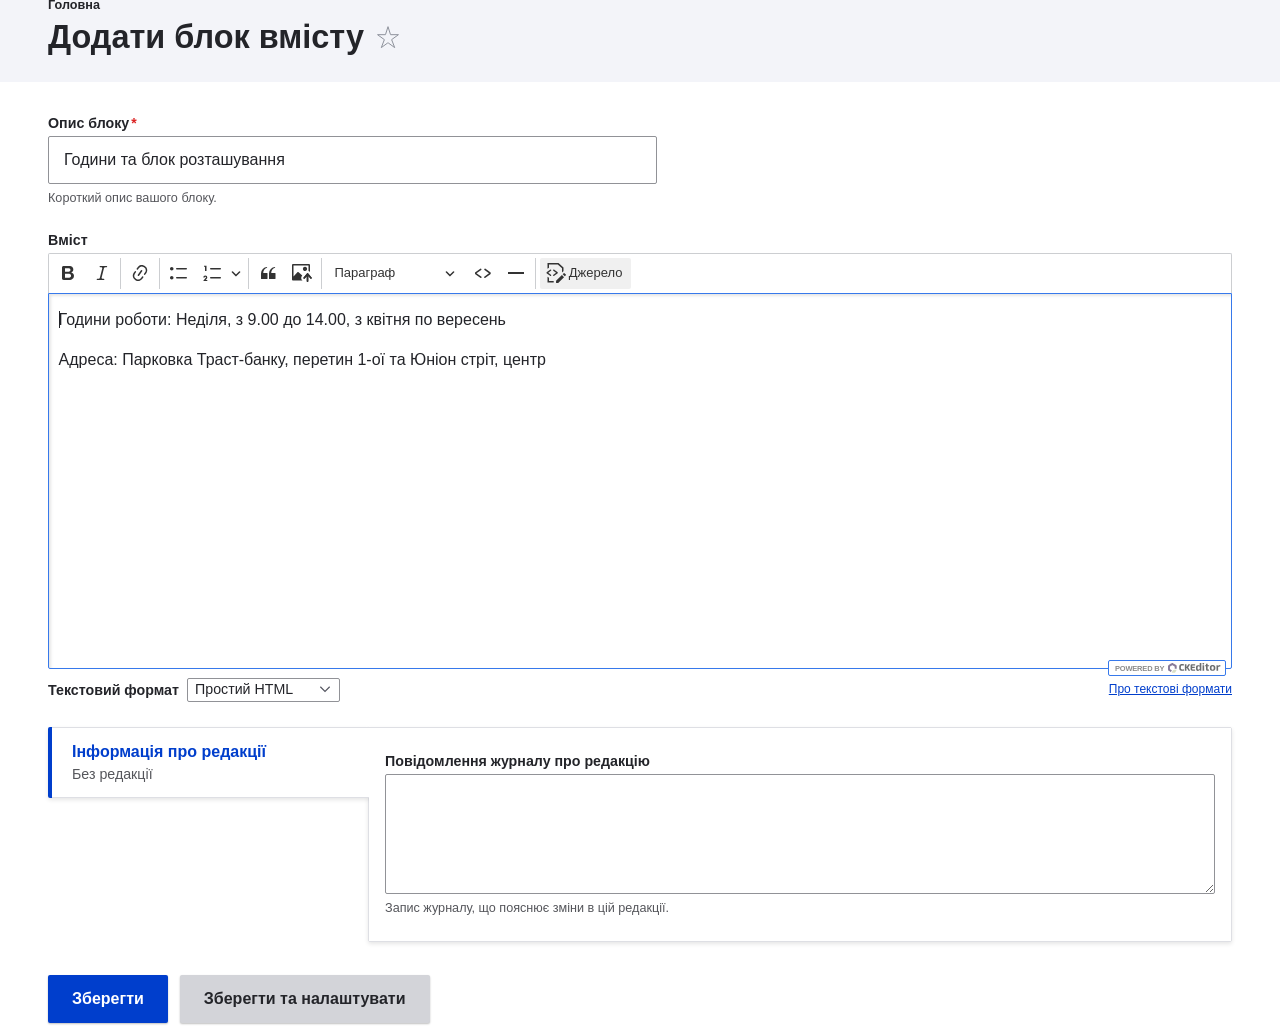 Головна
Додати блок вмісту
Опис блоку*
Години та блок розташування
Короткий опис вашого блоку.
Вміст
Параграф
Джерело
Години роботи: Неділя, з 9.00 до 14.00, з квітня по вересень
Адреса: Парковка Траст-банку, перетин 1-ої та Юніон стріт, центр
POWERED BY CKEditor
Текстовий формат Простий HTML
Про текстові формати
Інформація про редакції
Без редакції
Повідомлення журналу про редакцію
Запис журналу, що пояснює зміни в цій редакції.
Зберегти
Зберегти та налаштувати